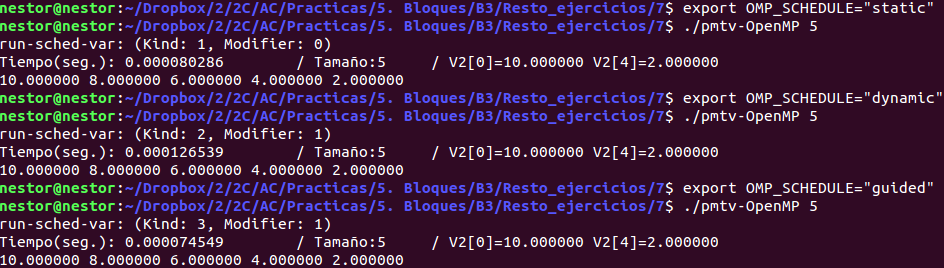 nestor@nestor:~/Dropbox/2/2C/AC/Practicas/5. Bloques/B3/Resto_ejercicios/7$ export OMP_SCHEDULE="static"
nestor@nestor:~/Dropbox/2/2C/AC/Practicas/5. Bloques/B3/Resto_ejercicios/7$ ./pmtv-OpenMP 5
run-sched-var: (Kind: 1, Modifier: 0)
Tiempo(seg.): 0.000080286 / Tamaño:5 / V2[0]=10.000000 V2[4]=2.000000
10.000000 8.000000 6.000000 4.000000 2.000000
nestor@nestor:~/Dropbox/2/2C/AC/Practicas/5. Bloques/B3/Resto_ejercicios/7$ export OMP_SCHEDULE="dynamic"
nestor@nestor:~/Dropbox/2/2C/AC/Practicas/5. Bloques/B3/Resto_ejercicios/7$ ./pmtv-OpenMP 5
run-sched-var: (Kind: 2, Modifier: 1)
Tiempo(seg.): 0.000126539 / Tamaño:5 / V2[0]=10.000000 V2[4]=2.000000
10.000000 8.000000 6.000000 4.000000 2.000000
nestor@nestor:~/Dropbox/2/2C/AC/Practicas/5. Bloques/B3/Resto_ejercicios/7$ export OMP_SCHEDULE="guided"
nestor@nestor:~/Dropbox/2/2C/AC/Practicas/5. Bloques/B3/Resto_ejercicios/7$ ./pmtv-OpenMP 5
run-sched-var: (Kind: 3, Modifier: 1)
Tiempo(seg.): 0.000074549 / Tamaño:5 / V2[0]=10.000000 V2[4]=2.000000
10.000000 8.000000 6.000000 4.000000 2.000000